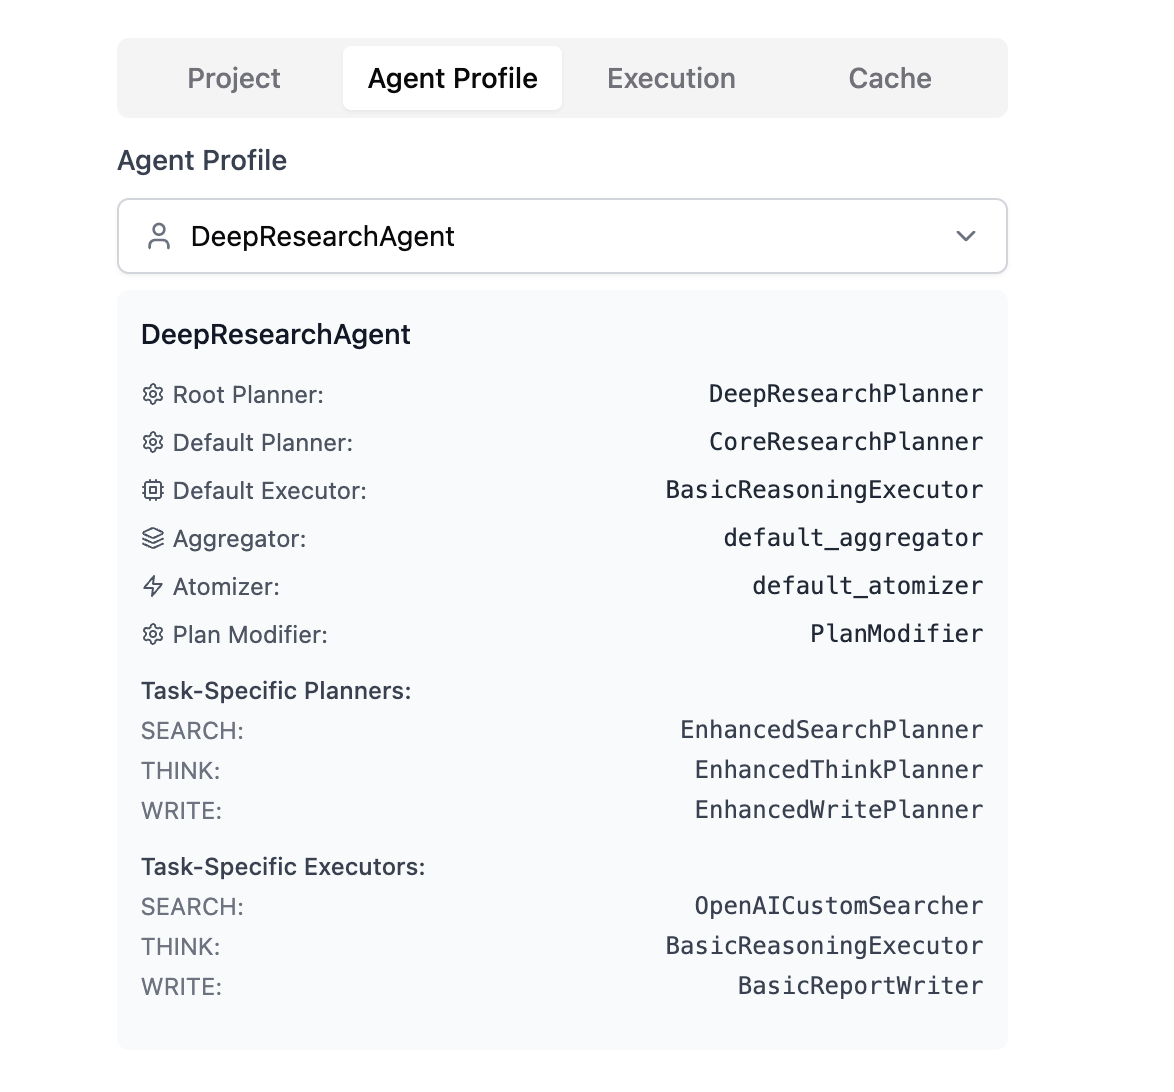 Project Agent Profile Execution Cache
Agent Profile
DeepResearchAgent
DeepResearchAgent
Root Planner: DeepResearchPlanner
Default Planner: CoreResearchPlanner
Default Executor: BasicReasoningExecutor
Aggregator: default_aggregator
Atomizer: default_atomizer
Plan Modifier: PlanModifier
Task-Specific Planners:
SEARCH: EnhancedSearchPlanner
THINK: EnhancedThinkPlanner
WRITE: EnhancedWritePlanner
Task-Specific Executors:
SEARCH: OpenAICustomSearcher
THINK: BasicReasoningExecutor
WRITE: BasicReportWriter